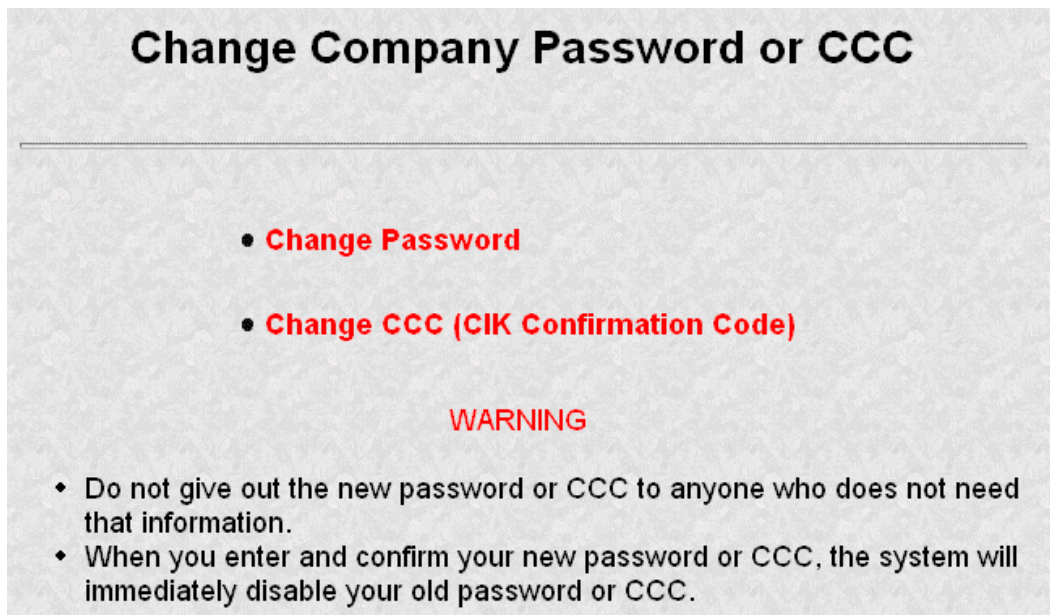 Change Company Password or CCC
• Change Password
• Change CCC (CIK Confirmation Code)
WARNING
• Do not give out the new password or CCC to anyone who does not need
that information.
• When you enter and confirm your new password or CCC, the system will
immediately disable your old password or CCC.